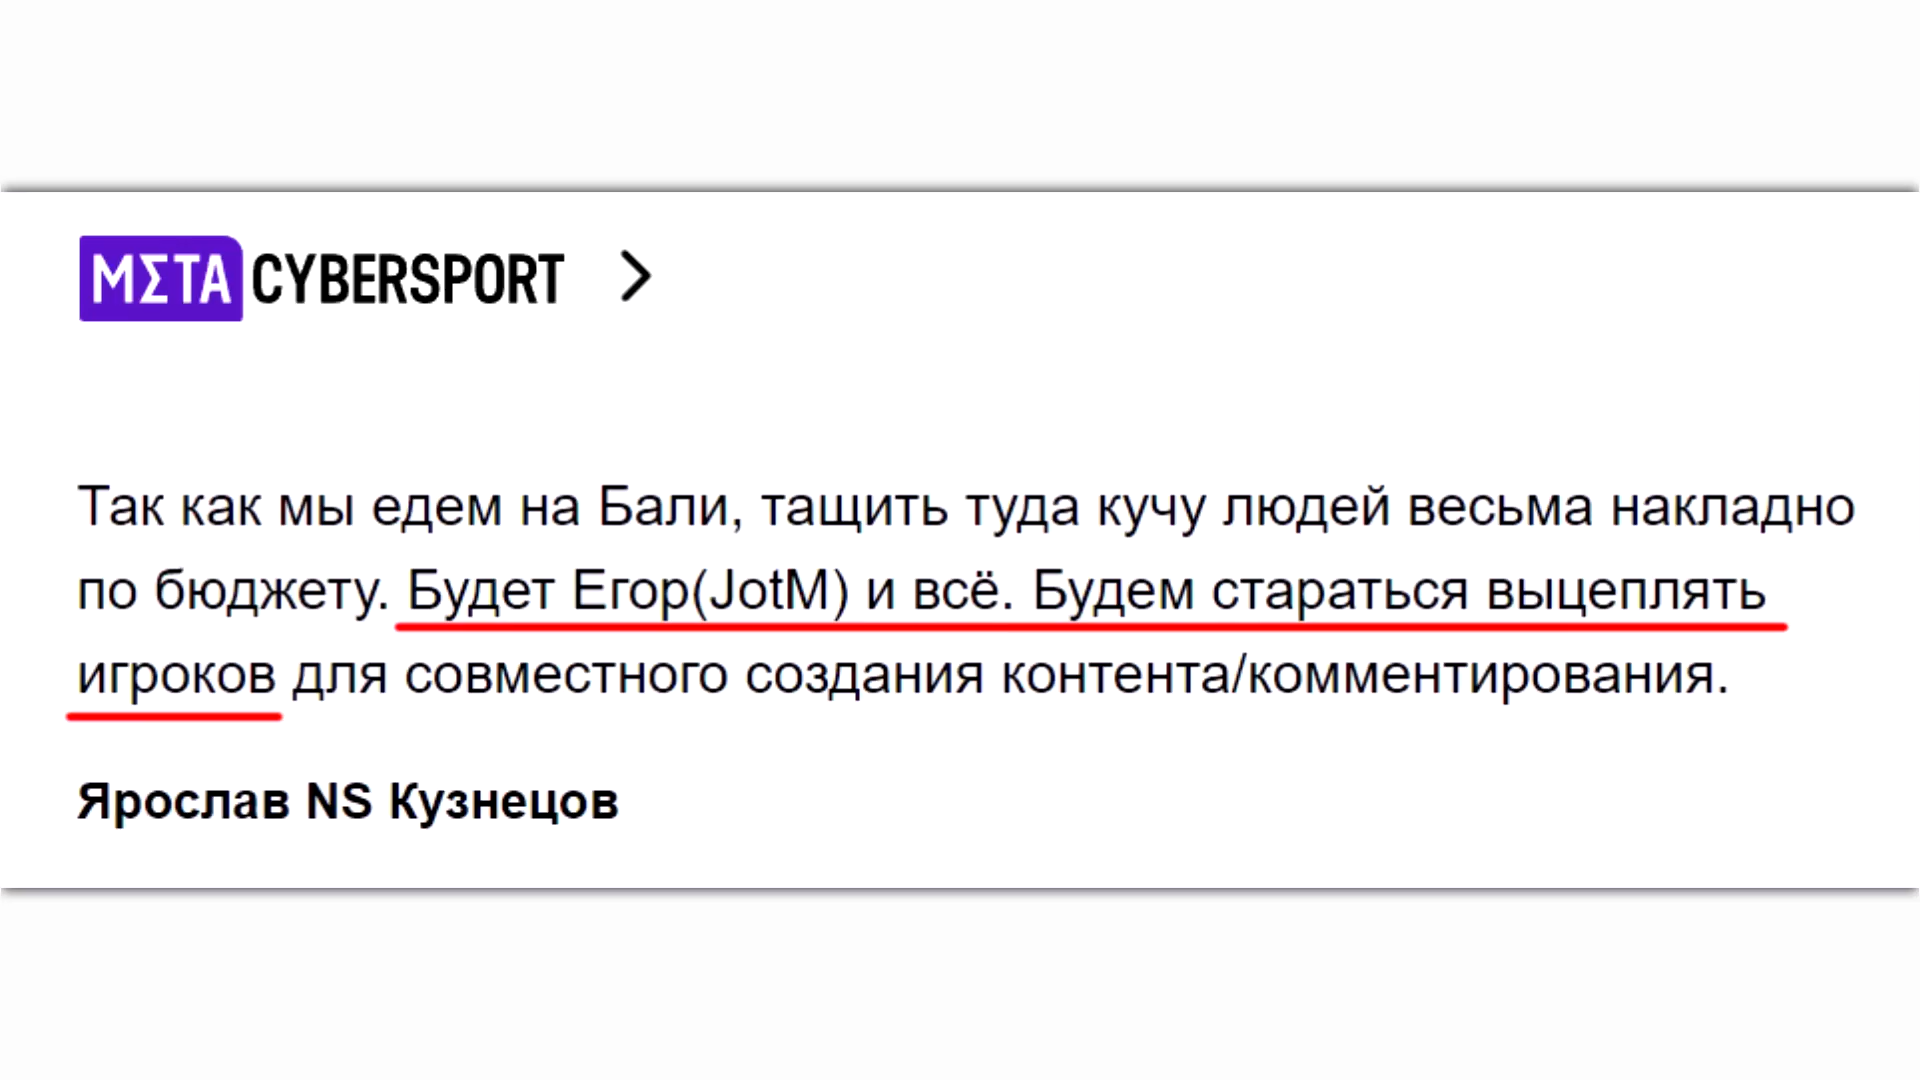 MΣTA CYBERSPORT >
Так как мы едем на Бали, тащить туда кучу людей весьма накладно
по бюджету. Будет Егор(JotM) и всё. Будем стараться выцеплять
игроков для совместного создания контента/комментирования.
Ярослав NS Кузнецов